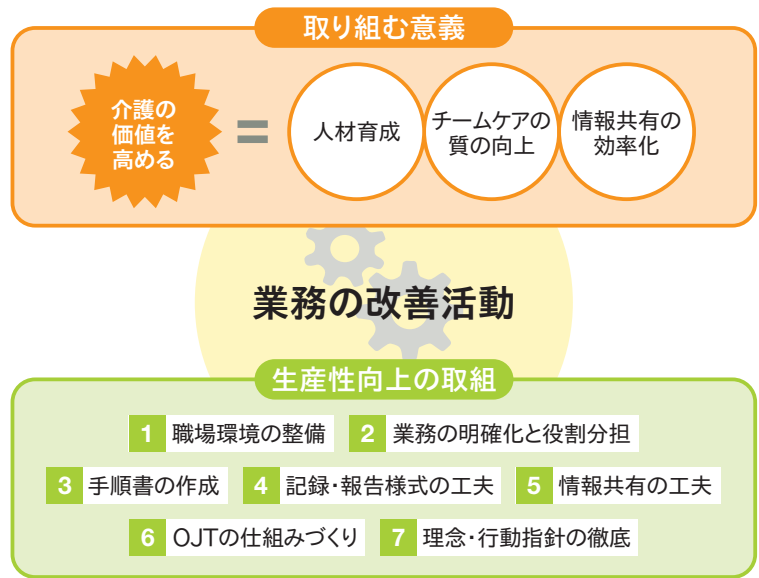 取り組む意義
介護の
価値を
高める
=
人材育成
チームケアの
質の向上
情報共有の
効率化
業務の改善活動
生産性向上の取組
1 職場環境の整備 2 業務の明確化と役割分担
3 手順書の作成 4 記録・報告様式の工夫 5 情報共有の工夫
6 OJTの仕組みづくり 7 理念・行動指針の徹底